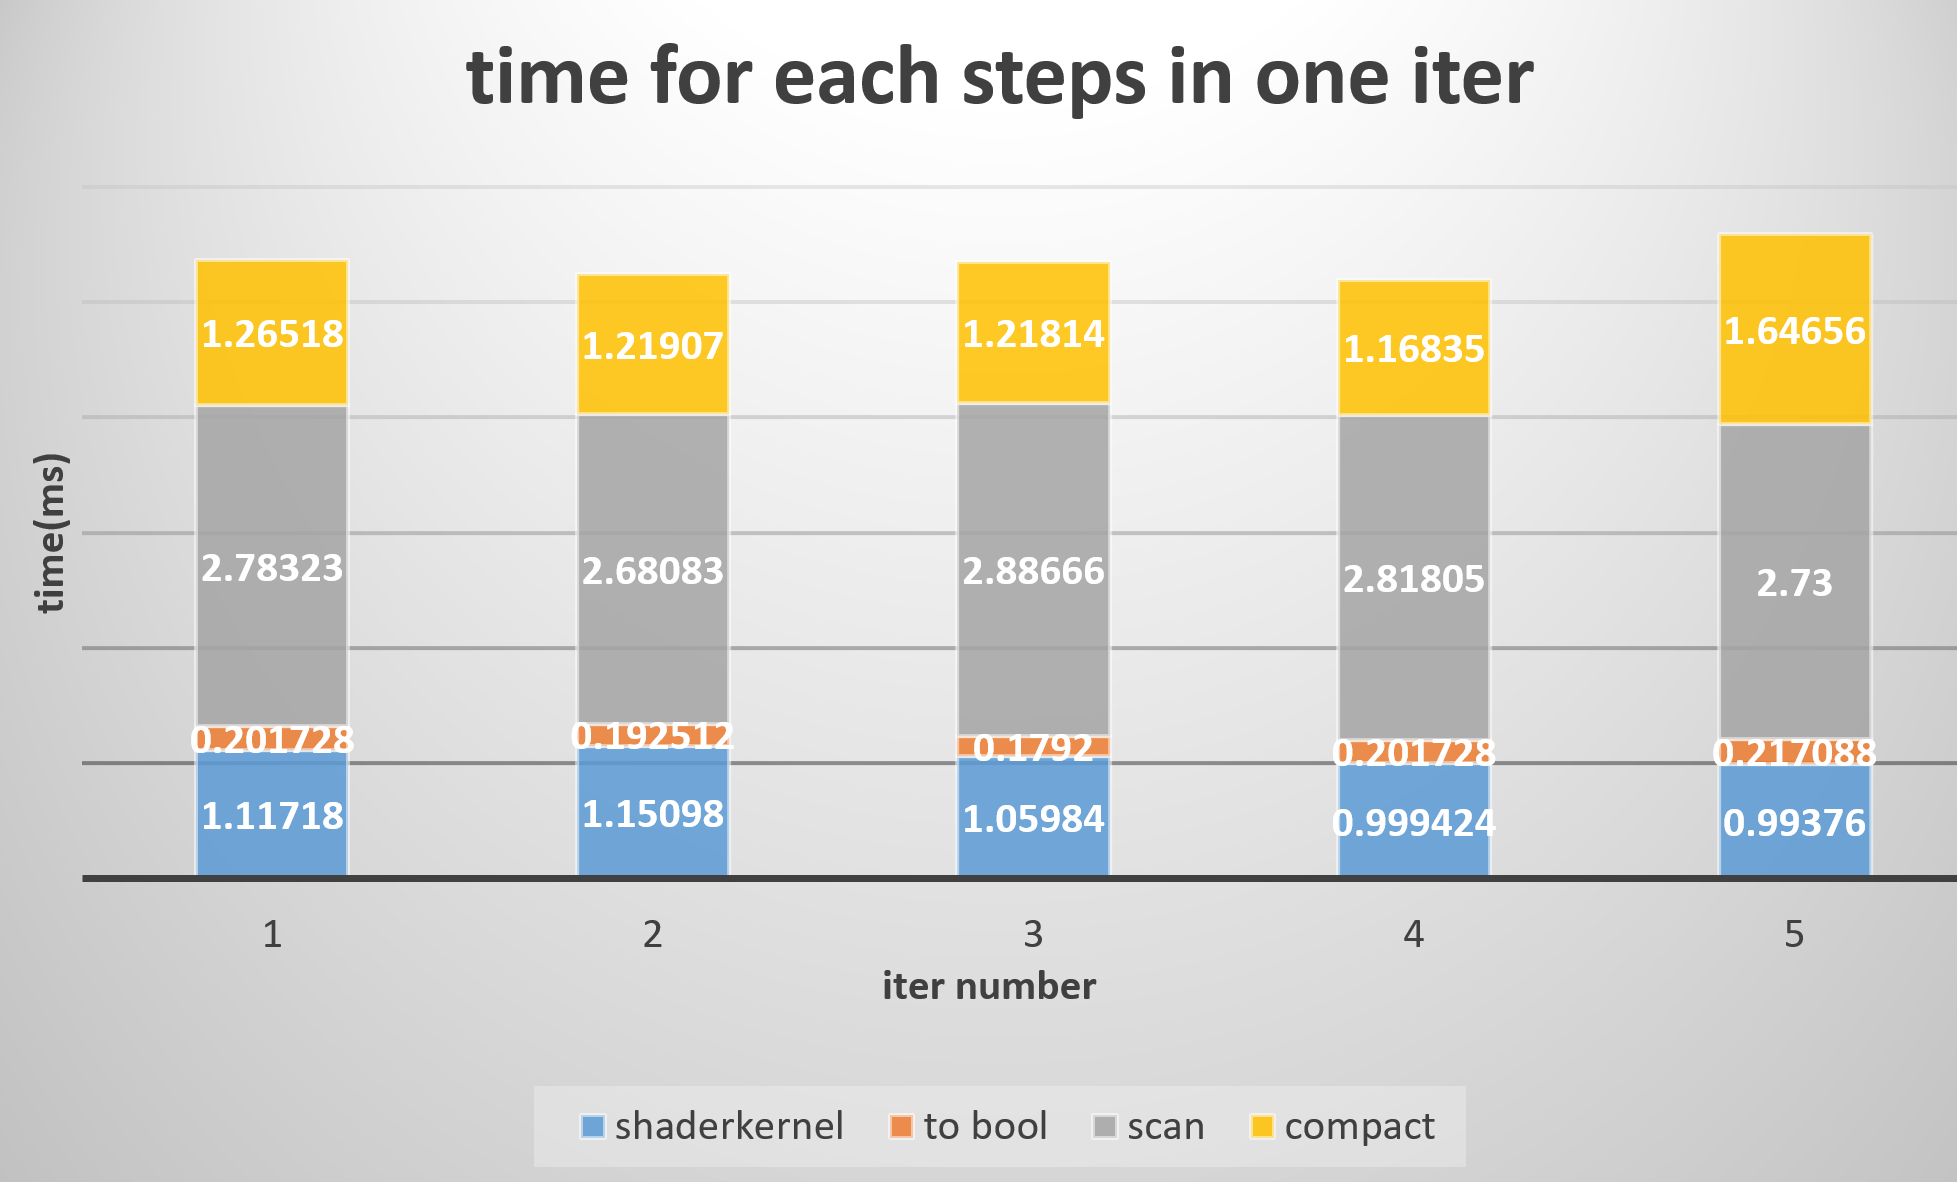 time for each steps in one iter
time(ms)
1.26518 1.21907 1.21814 1.16835 1.64656
2.78323 2.68083 2.88666 2.81805 2.73
0.201728 0.192512 0.1792 0.201728 0.217088
1.11718 1.15098 1.05984 0.999424 0.99376
1 2 3 4 5
iter number
shaderkernel to bool scan compact